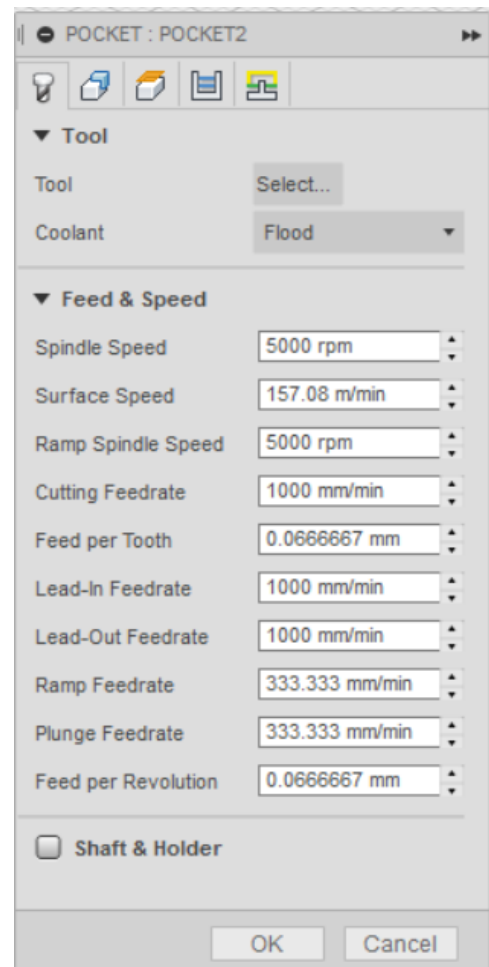 POCKET : POCKET2
Tool
Tool Select...
Coolant Flood
Feed & Speed
Spindle Speed 5000 rpm
Surface Speed 157.08 m/min
Ramp Spindle Speed 5000 rpm
Cutting Feedrate 1000 mm/min
Feed per Tooth 0.0666667 mm
Lead-In Feedrate 1000 mm/min
Lead-Out Feedrate 1000 mm/min
Ramp Feedrate 333.333 mm/min
Plunge Feedrate 333.333 mm/min
Feed per Revolution 0.0666667 mm
Shaft & Holder
OK Cancel